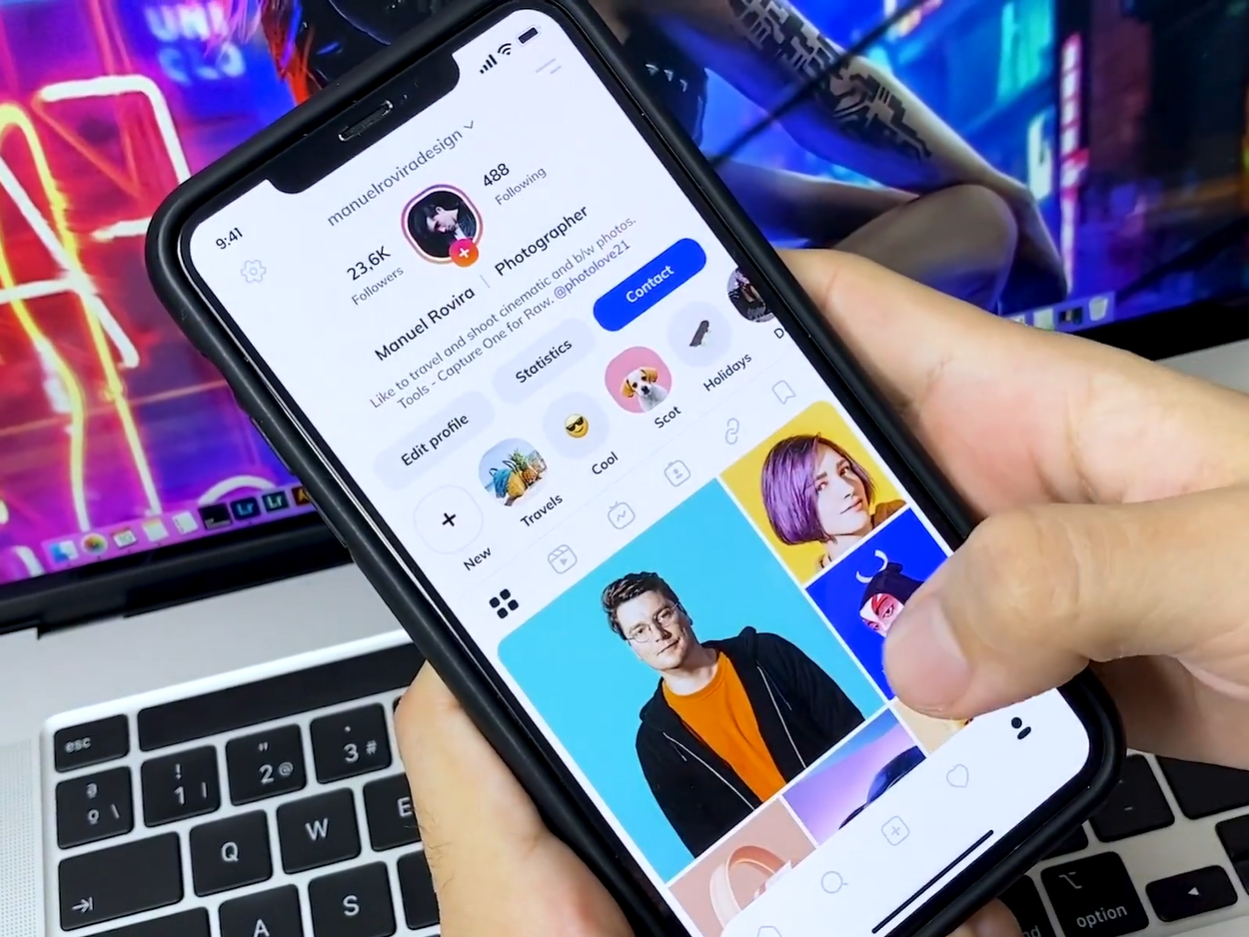 UNI
CLO
9:41
manuelroviradesign
23,6K
Followers
488
Following
Manuel Rovira | Photographer
Like to travel and shoot cinematic and b/w photos.
Tools - Capture One for Raw. @photolove21
Edit profile
Statistics
Contact
+
New
Travels
Cool
Scot
Holidays
D
Lr
Lr
esc
a
º \
!
1 |
"
2 @
·
3 #
Q
W
E
A
S
option